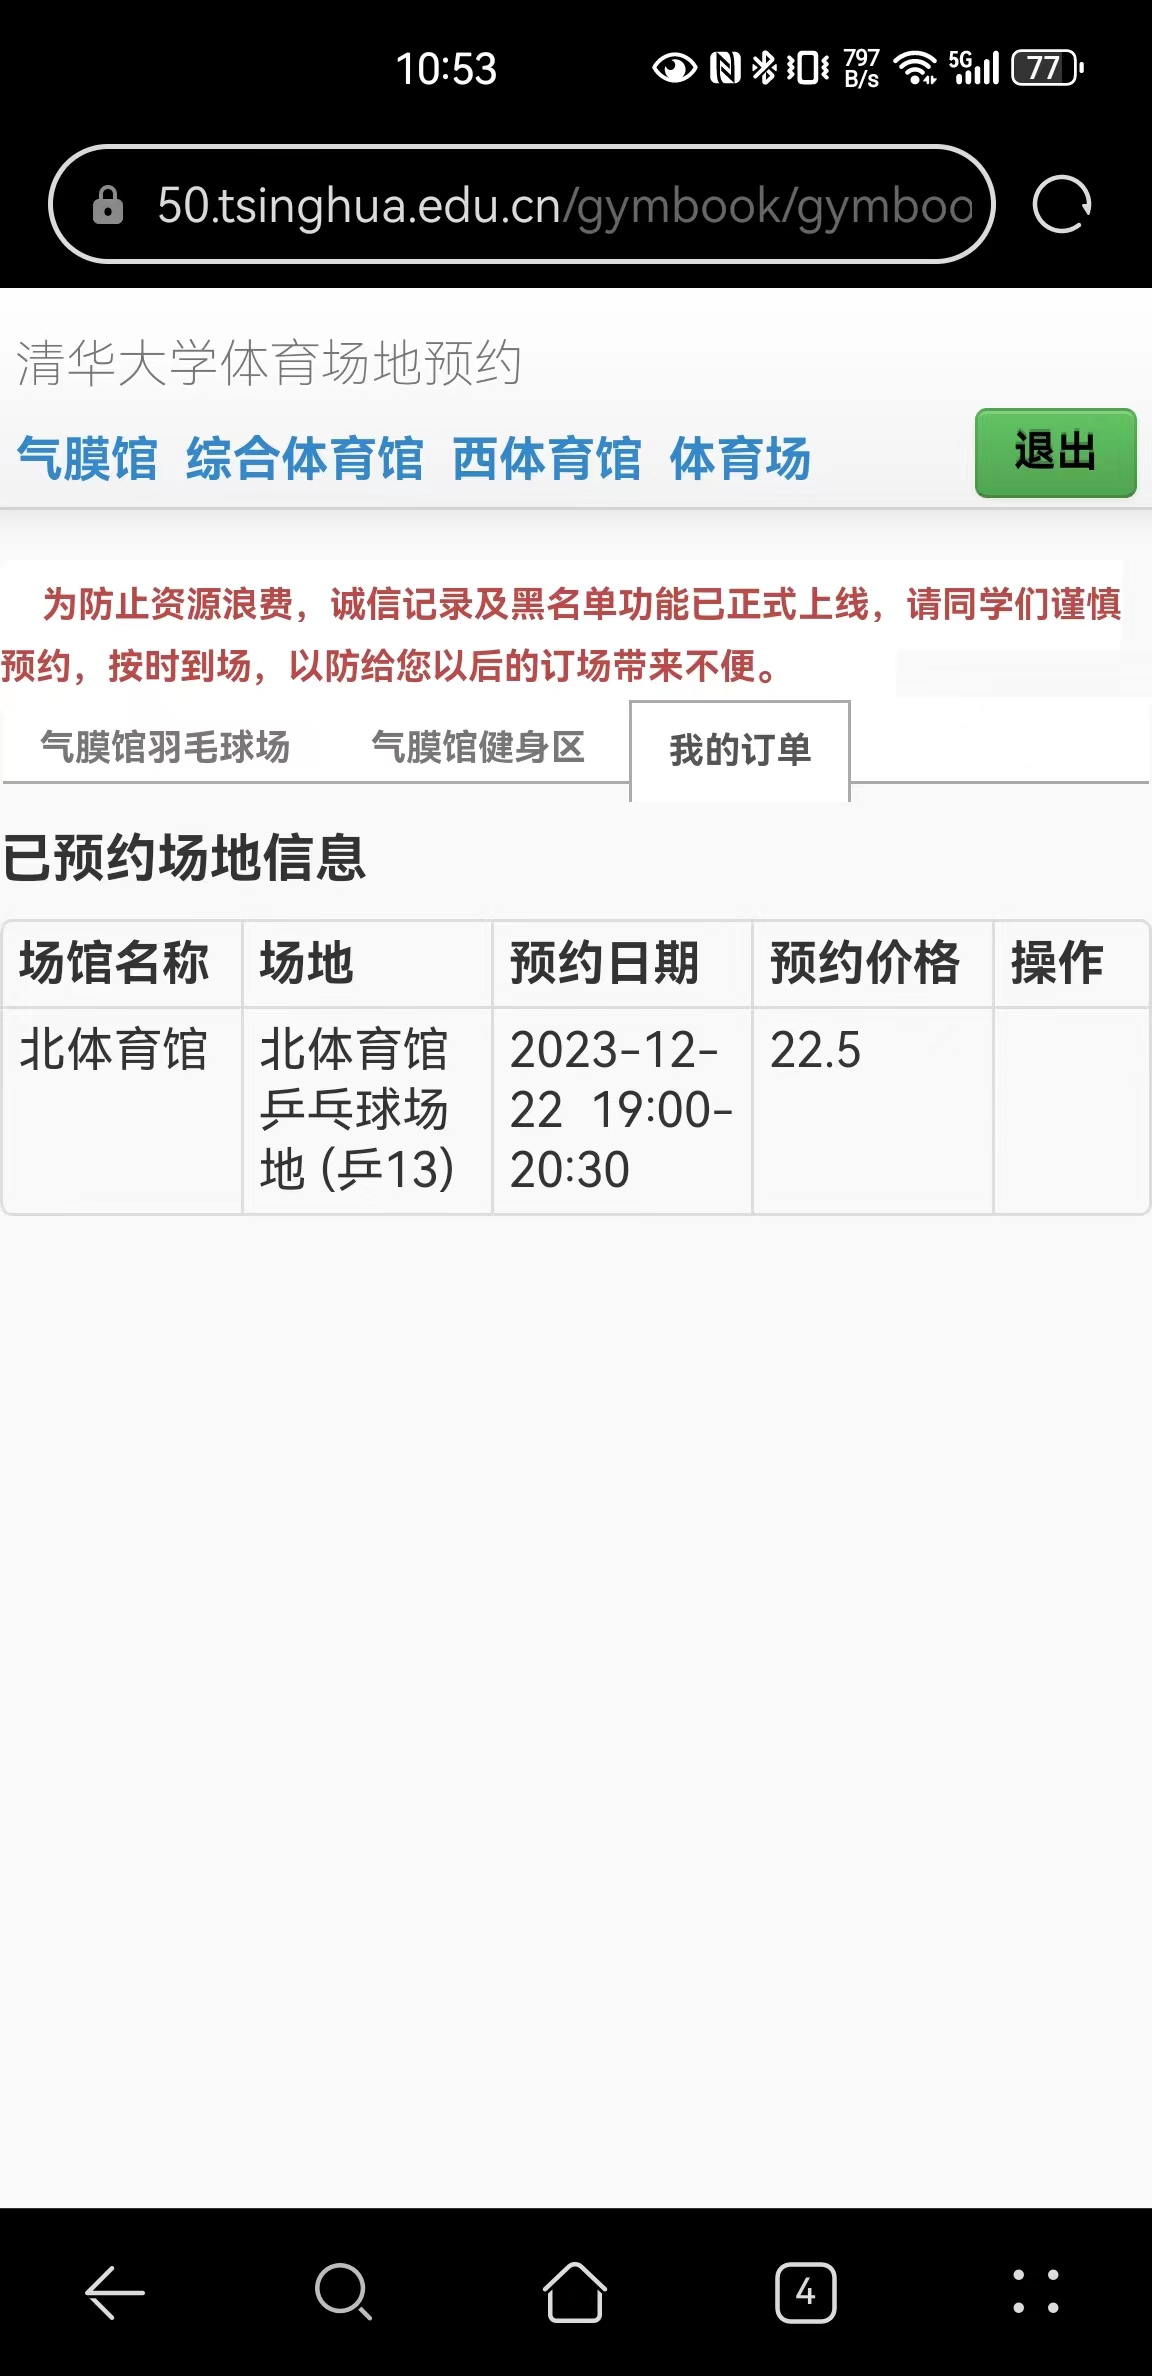 10:53
797
B/s
5G
77
50.tsinghua.edu.cn/gymbook/gymboo
清华大学体育场地预约
气膜馆 综合体育馆 西体育馆 体育场
退出
为防止资源浪费，诚信记录及黑名单功能已正式上线，请同学们谨慎
预约，按时到场，以防给您以后的订场带来不便。
气膜馆羽毛球场 气膜馆健身区 我的订单
已预约场地信息
场馆名称 场地 预约日期 预约价格 操作
北体育馆 北体育馆 2023-12- 22.5
乒乓球场 22 19:00-
地 (乒13) 20:30
4